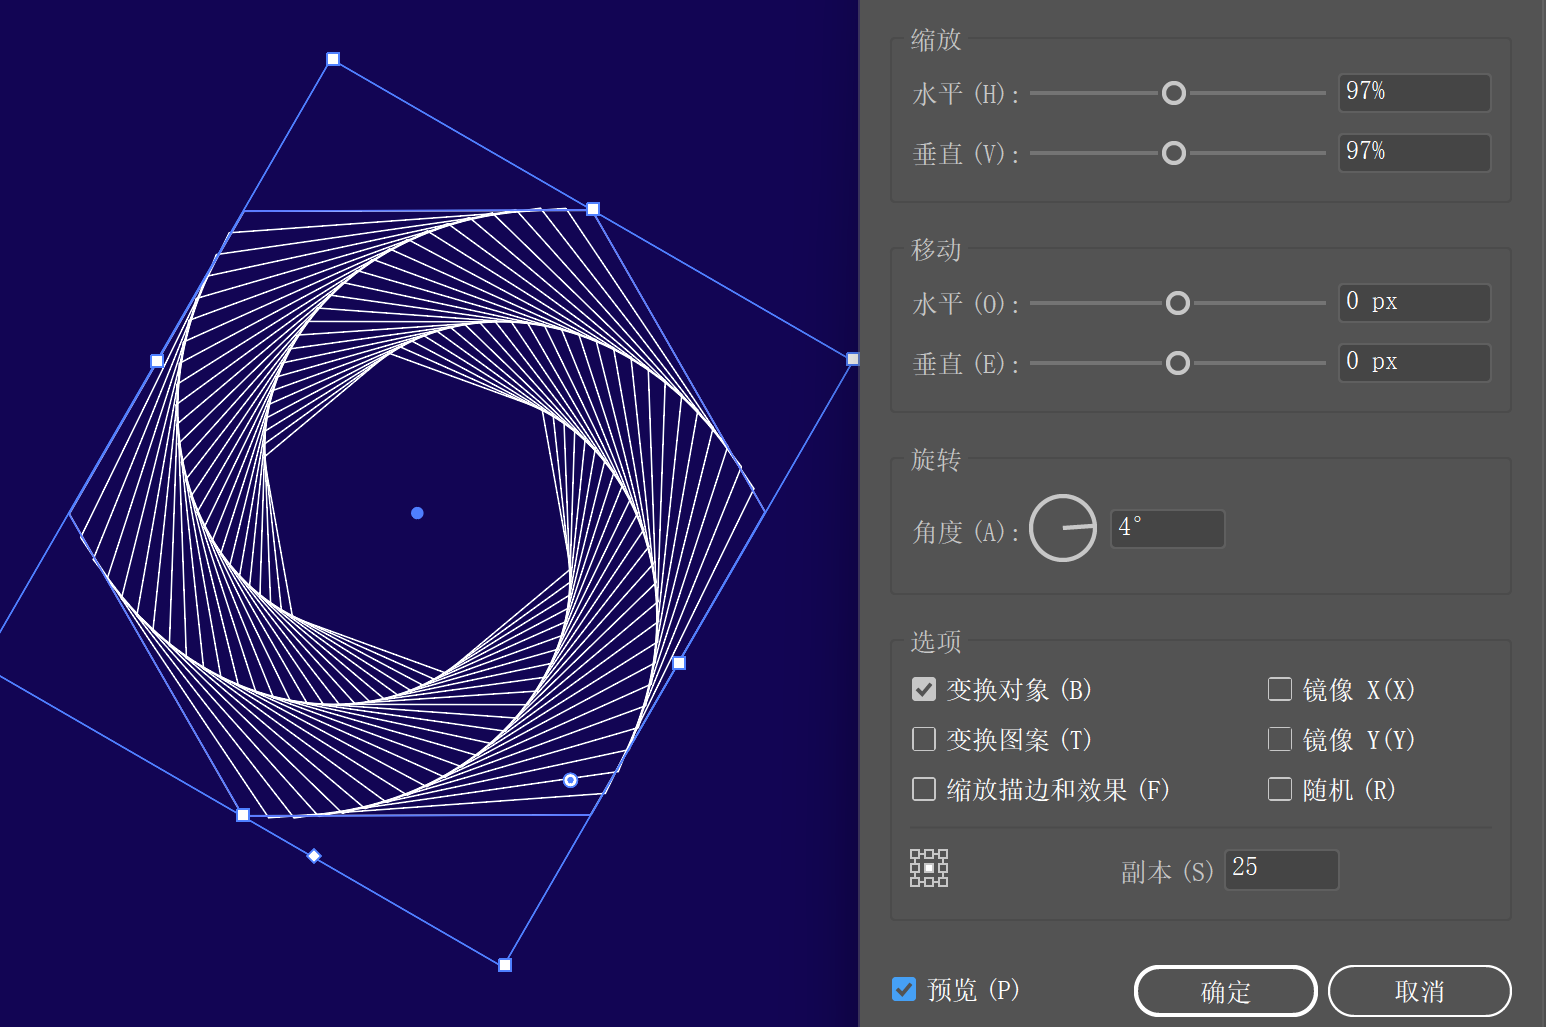 缩放
水平 (H): 97%
垂直 (V): 97%
移动
水平 (O): 0 px
垂直 (E): 0 px
旋转
角度 (A): 4°
选项
变换对象 (B) 镜像 X(X)
变换图案 (T) 镜像 Y(Y)
缩放描边和效果 (F) 随机 (R)
副本 (S) 25
预览 (P) 确定 取消